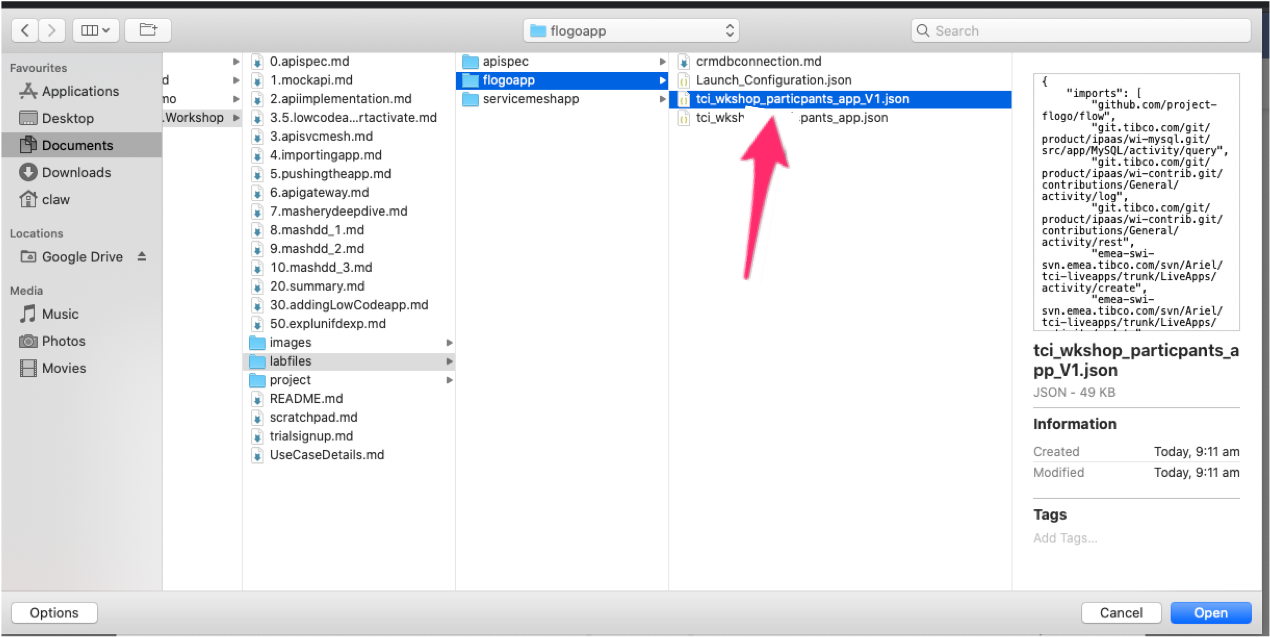 flogoapp
Search
Favourites
Applications
Desktop
Documents
Downloads
claw
Locations
Google Drive
Media
Music
Photos
Movies
d
mo
.Workshop
0.apispec.md
1.mockapi.md
2.apiimplementation.md
3.5.lowcodea...rtactivate.md
3.apisvcmesh.md
4.importingapp.md
5.pushingtheapp.md
6.apigateway.md
7.masherydeepdive.md
8.mashdd_1.md
9.mashdd_2.md
10.mashdd_3.md
20.summary.md
30.addingLowCodeapp.md
50.explunifdexp.md
images
labfiles
project
README.md
scratchpad.md
trialsignup.md
UseCaseDetails.md
apispec
flogoapp
servicemeshapp
crmdbconnection.md
Launch_Configuration.json
tci_wkshop_particpants_app_V1.json
tci_wksh pants_app.json
{
"imports": [
"github.com/project-
flogo/flow",
"git.tibco.com/git/
product/ipaas/wi-mysql.git/
src/app/MySQL/activity/query",
"git.tibco.com/git/
product/ipaas/wi-contrib.git/
contributions/General/
activity/log",
"git.tibco.com/git/
product/ipaas/wi-contrib.git/
contributions/General/
activity/rest",
"emea-swi-
svn.emea.tibco.com/svn/Ariel/
tci-liveapps/trunk/LiveApps/
activity/create",
"emea-swi-
svn.emea.tibco.com/svn/Ariel/
tci-liveapps/trunk/LiveApps/
tci_wkshop_particpants_a
pp_V1.json
JSON - 49 KB
Information
Created Today, 9:11 am
Modified Today, 9:11 am
Tags
Add Tags...
Options
Cancel
Open